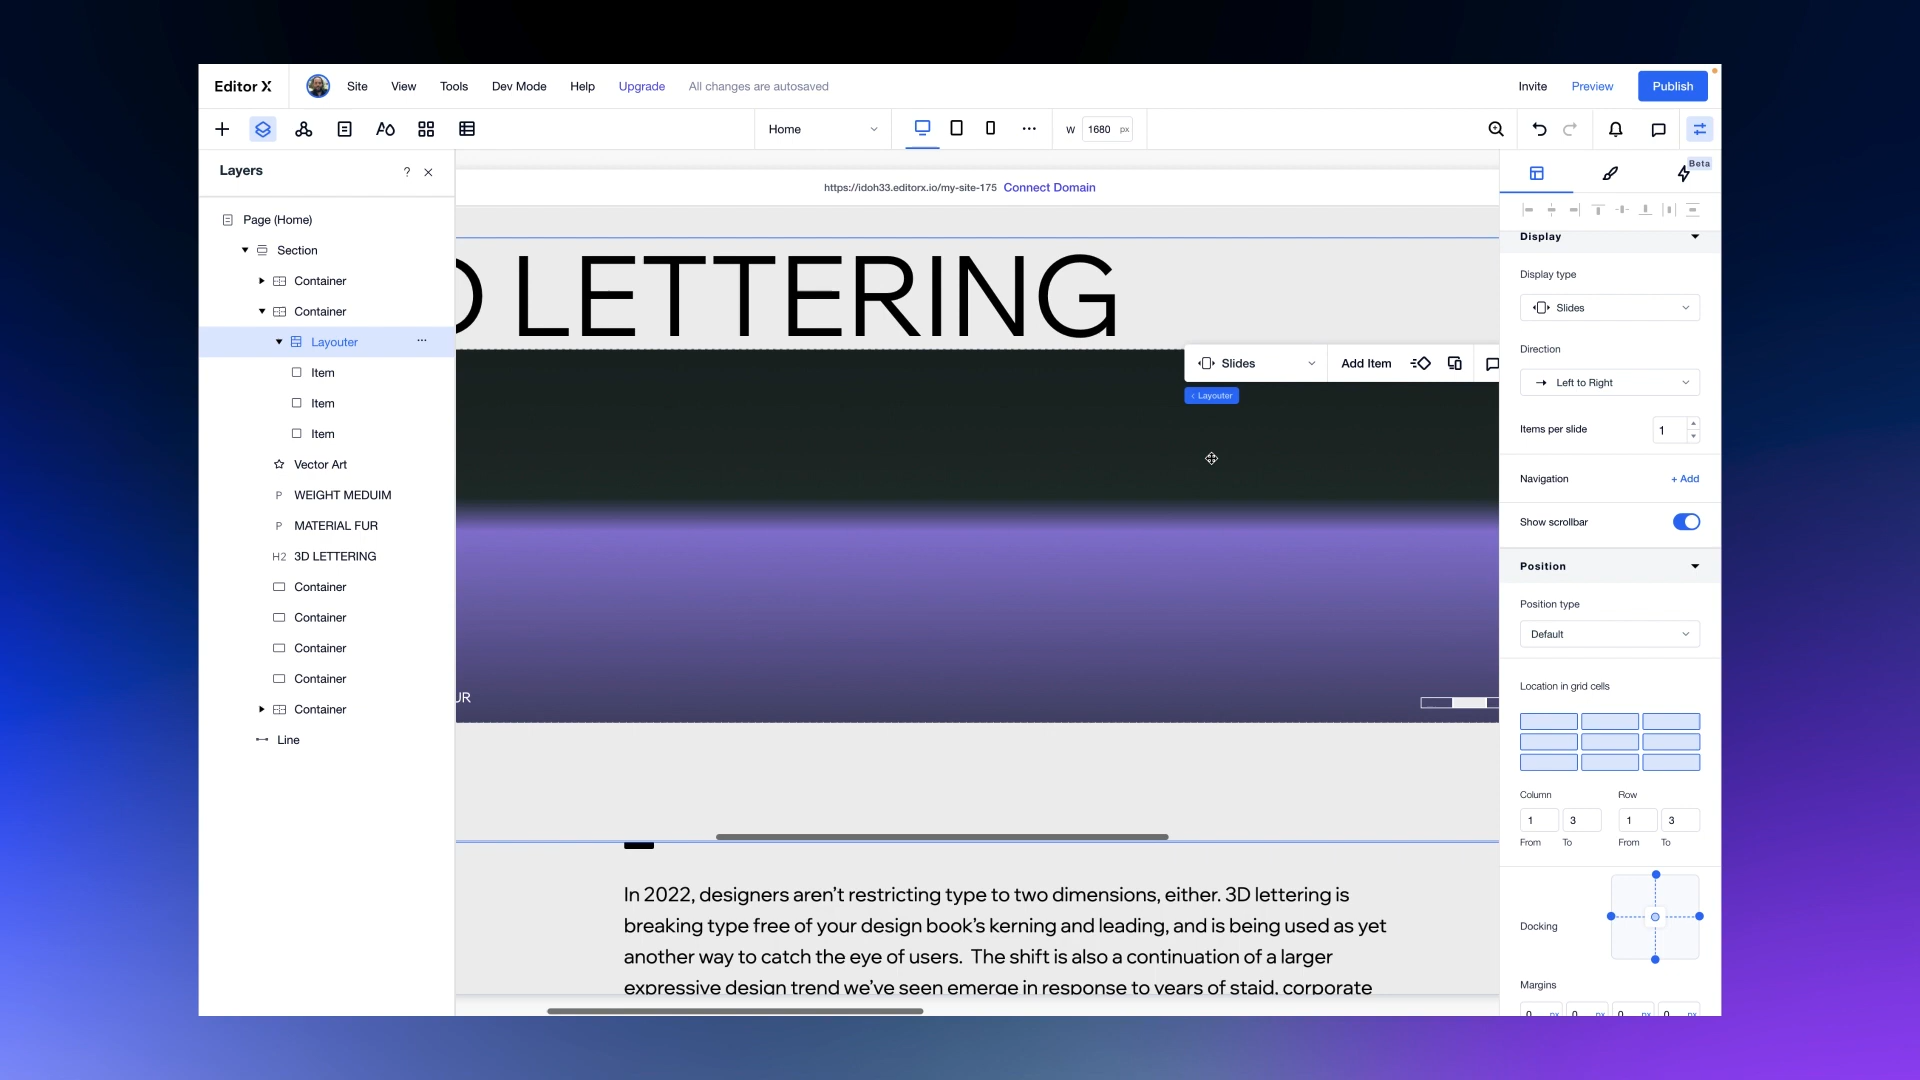 Editor X
Site
View
Tools
Dev Mode
Help
Upgrade
All changes are autosaved
Invite
Preview
Publish
Home
W 1680 px
Layers
?
https://idoh33.editorx.io/my-site-175 Connect Domain
Beta
Page (Home)
Section
Container
Container
Layouter
Item
Item
Item
Vector Art
P WEIGHT MEDUIM
P MATERIAL FUR
H2 3D LETTERING
Container
Container
Container
Container
Container
Line
D LETTERING
Slides
Add Item
Layouter
UR
In 2022, designers aren't restricting type to two dimensions, either. 3D lettering is
breaking type free of your design book's kerning and leading, and is being used as yet
another way to catch the eye of users. The shift is also a continuation of a larger
expressive design trend we've seen emerge in response to years of staid, corporate
Display
Display type
Slides
Direction
Left to Right
Items per slide
1
Navigation
+ Add
Show scrollbar
Position
Position type
Default
Location in grid cells
Column
Row
1 3 1 3
From To From To
Docking
Margins
0 px 0 px 0 px 0 px